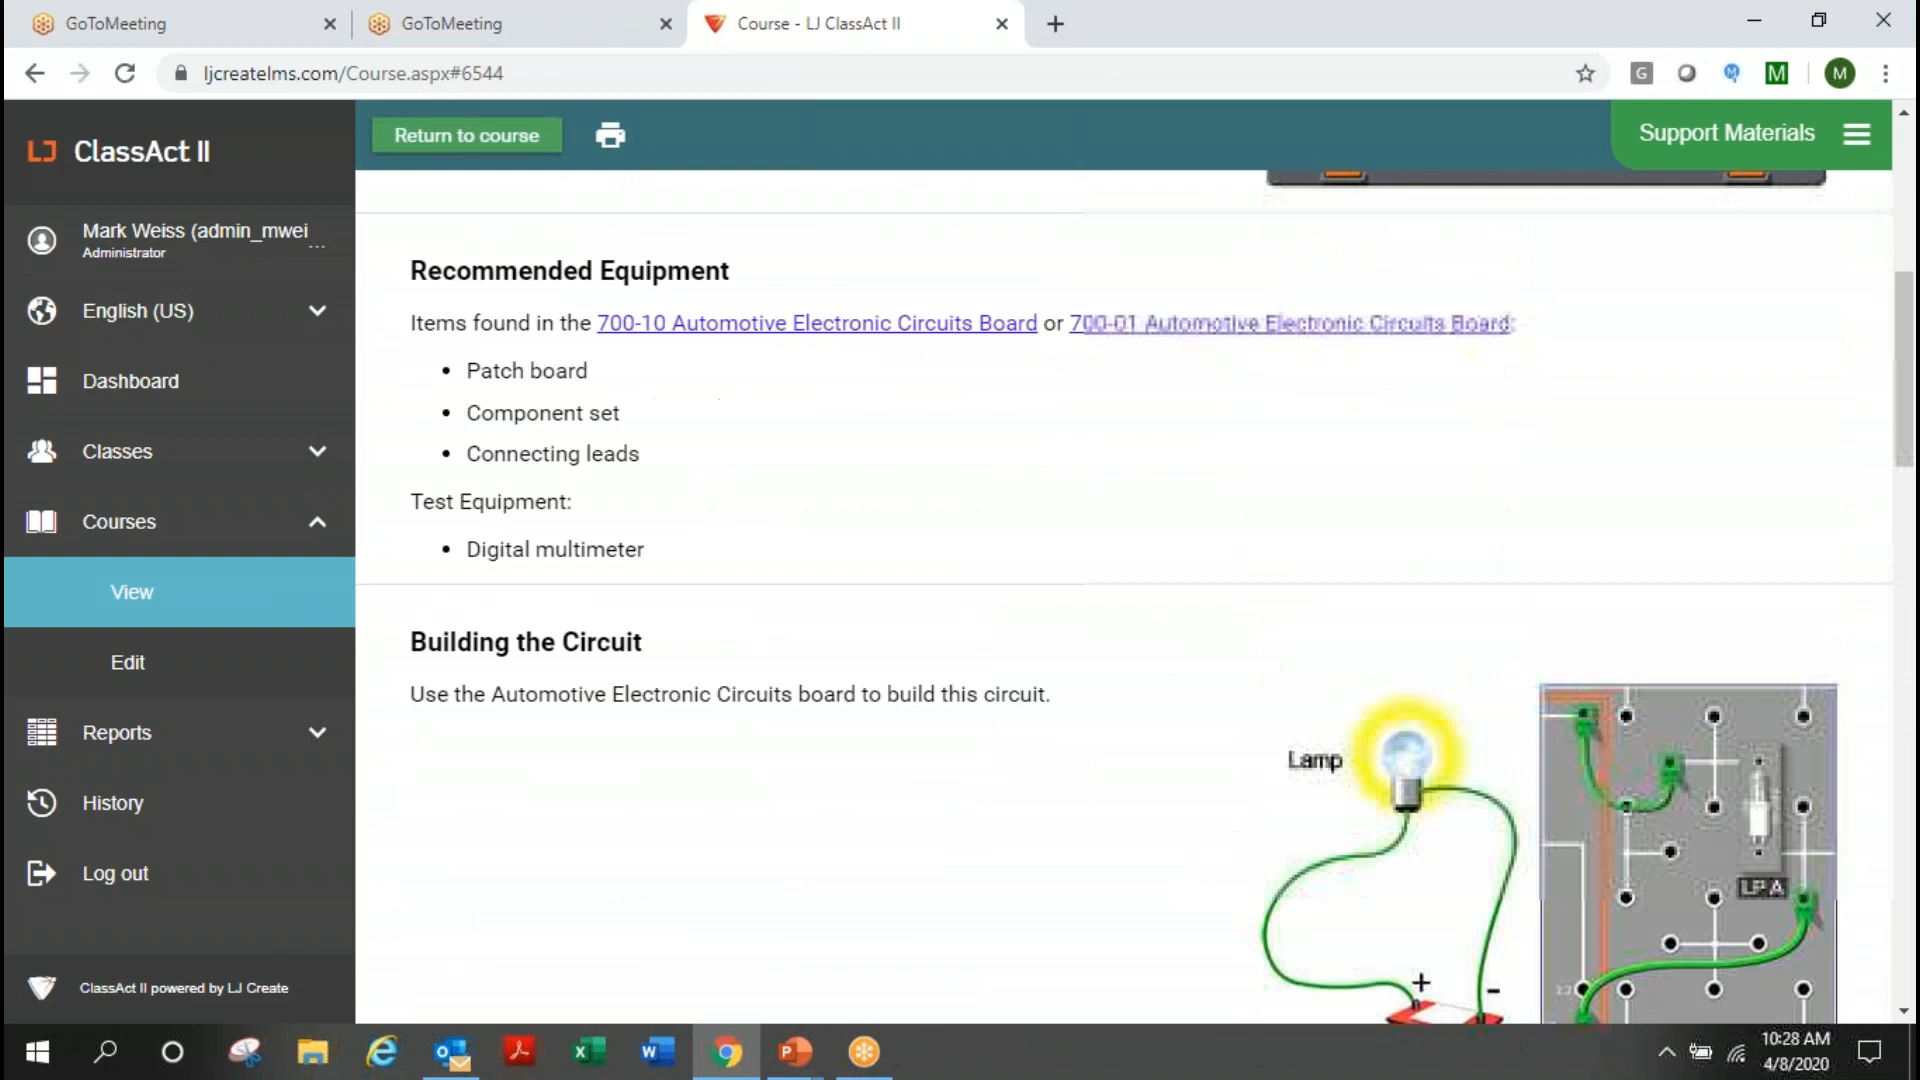 GoToMeeting
GoToMeeting
Course - LJ ClassAct II
ljcreatelms.com/Course.aspx#6544
G
M
M
LJ ClassAct II
Return to course
Support Materials
Mark Weiss (admin_mwei
...
Administrator
English (US)
Dashboard
Classes
Courses
View
Edit
Reports
History
Log out
ClassAct II powered by LJ Create
Recommended Equipment
Items found in the 700-10 Automotive Electronic Circuits Board or 700-01 Automotive Electronic Circuits Board:
• Patch board
• Component set
• Connecting leads
Test Equipment:
• Digital multimeter
Building the Circuit
Use the Automotive Electronic Circuits board to build this circuit.
Lamp
+
-
LP A
10:28 AM
4/8/2020